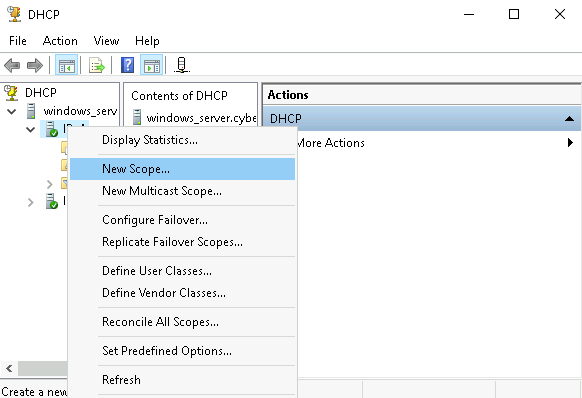 DHCP
File Action View Help
DHCP
windows_serv
Contents of DHCP
windows_server.cybe
Actions
DHCP
More Actions
Display Statistics...
New Scope...
New Multicast Scope...
Configure Failover...
Replicate Failover Scopes...
Define User Classes...
Define Vendor Classes...
Reconcile All Scopes...
Set Predefined Options...
Refresh
Create a new